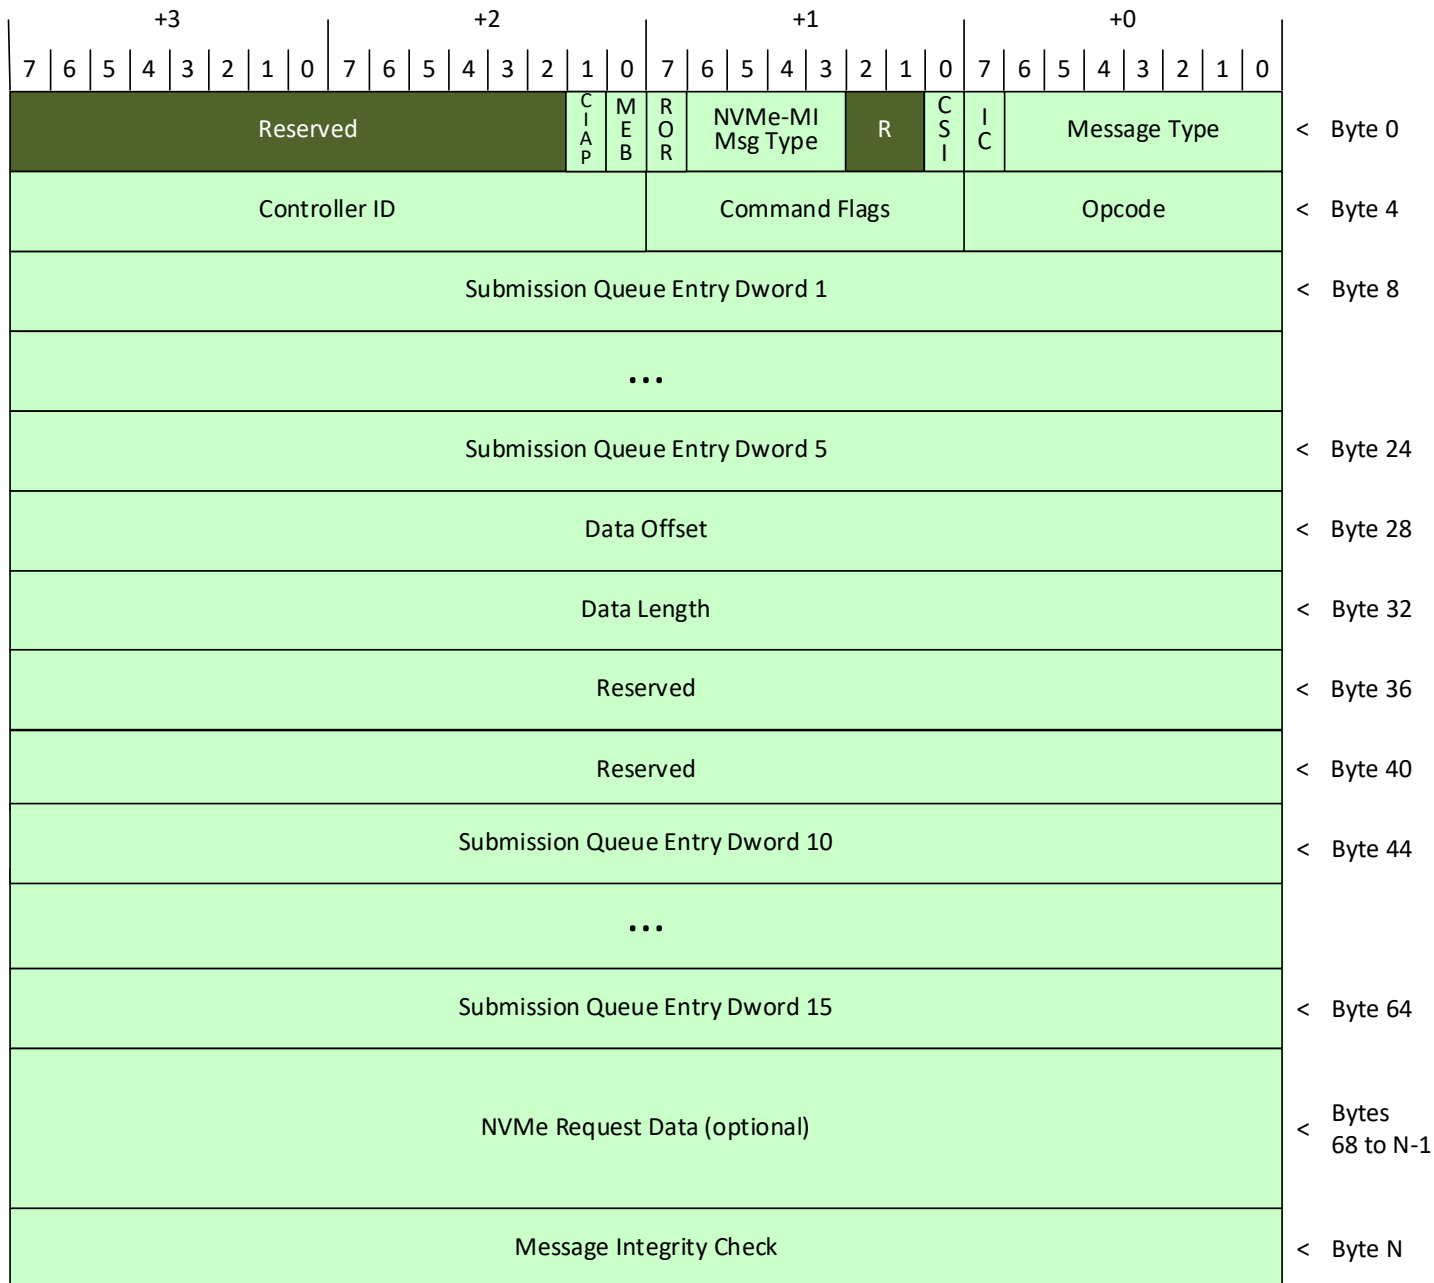 +3 +2 +1 +0
7 6 5 4 3 2 1 0 7 6 5 4 3 2 1 0 7 6 5 4 3 2 1 0 7 6 5 4 3 2 1 0
Reserved CIAP MEB ROR NVMe-MI Msg Type R CSI IC Message Type < Byte 0
Controller ID Command Flags Opcode < Byte 4
Submission Queue Entry Dword 1 < Byte 8
...
Submission Queue Entry Dword 5 < Byte 24
Data Offset < Byte 28
Data Length < Byte 32
Reserved < Byte 36
Reserved < Byte 40
Submission Queue Entry Dword 10 < Byte 44
...
Submission Queue Entry Dword 15 < Byte 64
NVMe Request Data (optional) < Bytes 68 to N-1
Message Integrity Check < Byte N